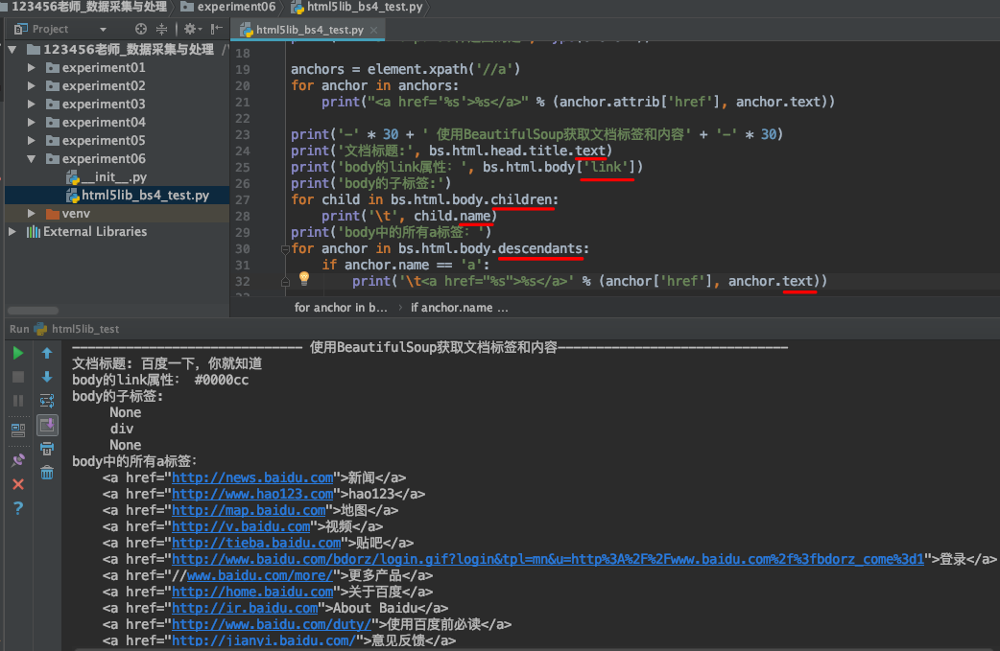 123456老师_数据采集与处理 experiment06 html5lib_bs4_test.py
Project
html5lib_bs4_test.py
123456老师_数据采集与处理
experiment01
experiment02
experiment03
experiment04
experiment05
experiment06
__init__.py
html5lib_bs4_test.py
venv
External Libraries
18
19 anchors = element.xpath('//a')
20 for anchor in anchors:
21 print("<a href='%s'>%s</a>" % (anchor.attrib['href'], anchor.text))
22
23 print('-' * 30 + ' 使用BeautifulSoup获取文档标签和内容' + '-' * 30)
24 print('文档标题:', bs.html.head.title.text)
25 print('body的link属性：', bs.html.body['link'])
26 print('body的子标签:')
27 for child in bs.html.body.children:
28 print('\t', child.name)
29 print('body中的所有a标签：')
30 for anchor in bs.html.body.descendants:
31 if anchor.name == 'a':
32 print('\t<a href="%s">%s</a>' % (anchor['href'], anchor.text))
for anchor in b... › if anchor.name ...
Run html5lib_test
------------------------------ 使用BeautifulSoup获取文档标签和内容------------------------------
文档标题: 百度一下，你就知道
body的link属性： #0000cc
body的子标签:
None
div
None
body中的所有a标签：
<a href="http://news.baidu.com">新闻</a>
<a href="http://www.hao123.com">hao123</a>
<a href="http://map.baidu.com">地图</a>
<a href="http://v.baidu.com">视频</a>
<a href="http://tieba.baidu.com">贴吧</a>
<a href="http://www.baidu.com/bdorz/login.gif?login&tpl=mn&u=http%3A%2F%2Fwww.baidu.com%2f%3fbdorz_come%3d1">登录</a>
<a href="//www.baidu.com/more/">更多产品</a>
<a href="http://home.baidu.com">关于百度</a>
<a href="http://ir.baidu.com">About Baidu</a>
<a href="http://www.baidu.com/duty/">使用百度前必读</a>
<a href="http://jianyi.baidu.com/">意见反馈</a>